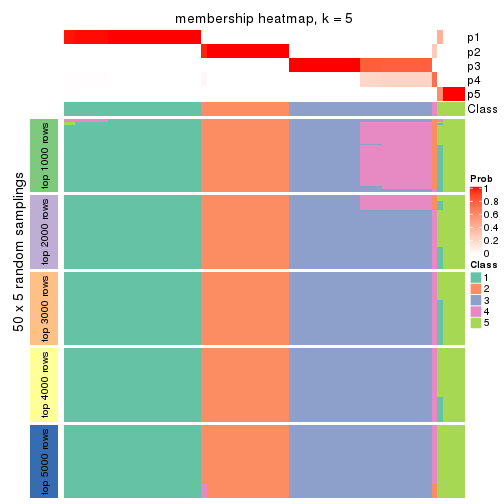 membership heatmap, k = 5
p1
p2
p3
p4
p5
Class
50 x 5 random samplings
top 1000 rows
top 2000 rows
top 3000 rows
top 4000 rows
top 5000 rows
Prob
1
0.8
0.6
0.4
0.2
0
Class
1
2
3
4
5